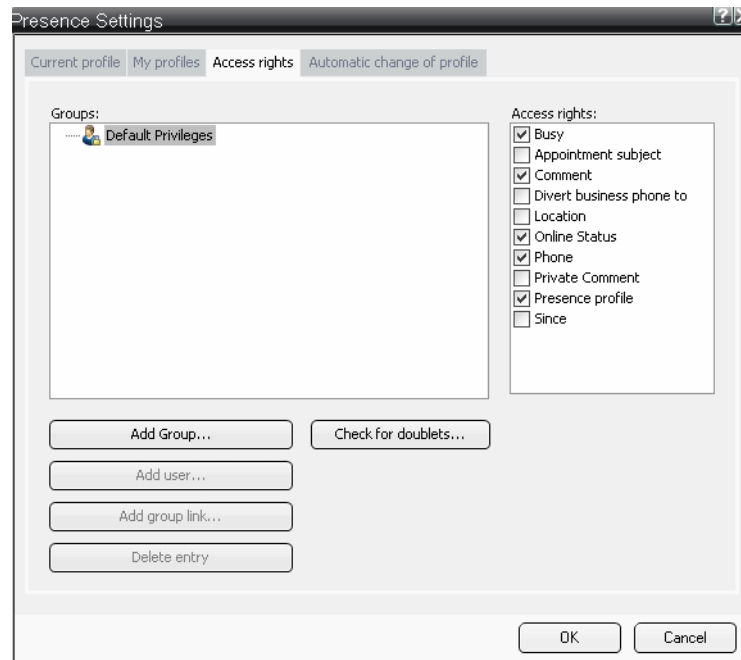 Presence Settings
Current profile My profiles Access rights Automatic change of profile
Groups:
Default Privileges
Access rights:
Busy
Appointment subject
Comment
Divert business phone to
Location
Online Status
Phone
Private Comment
Presence profile
Since
Add Group... Check for doublets...
Add user...
Add group link...
Delete entry
OK Cancel